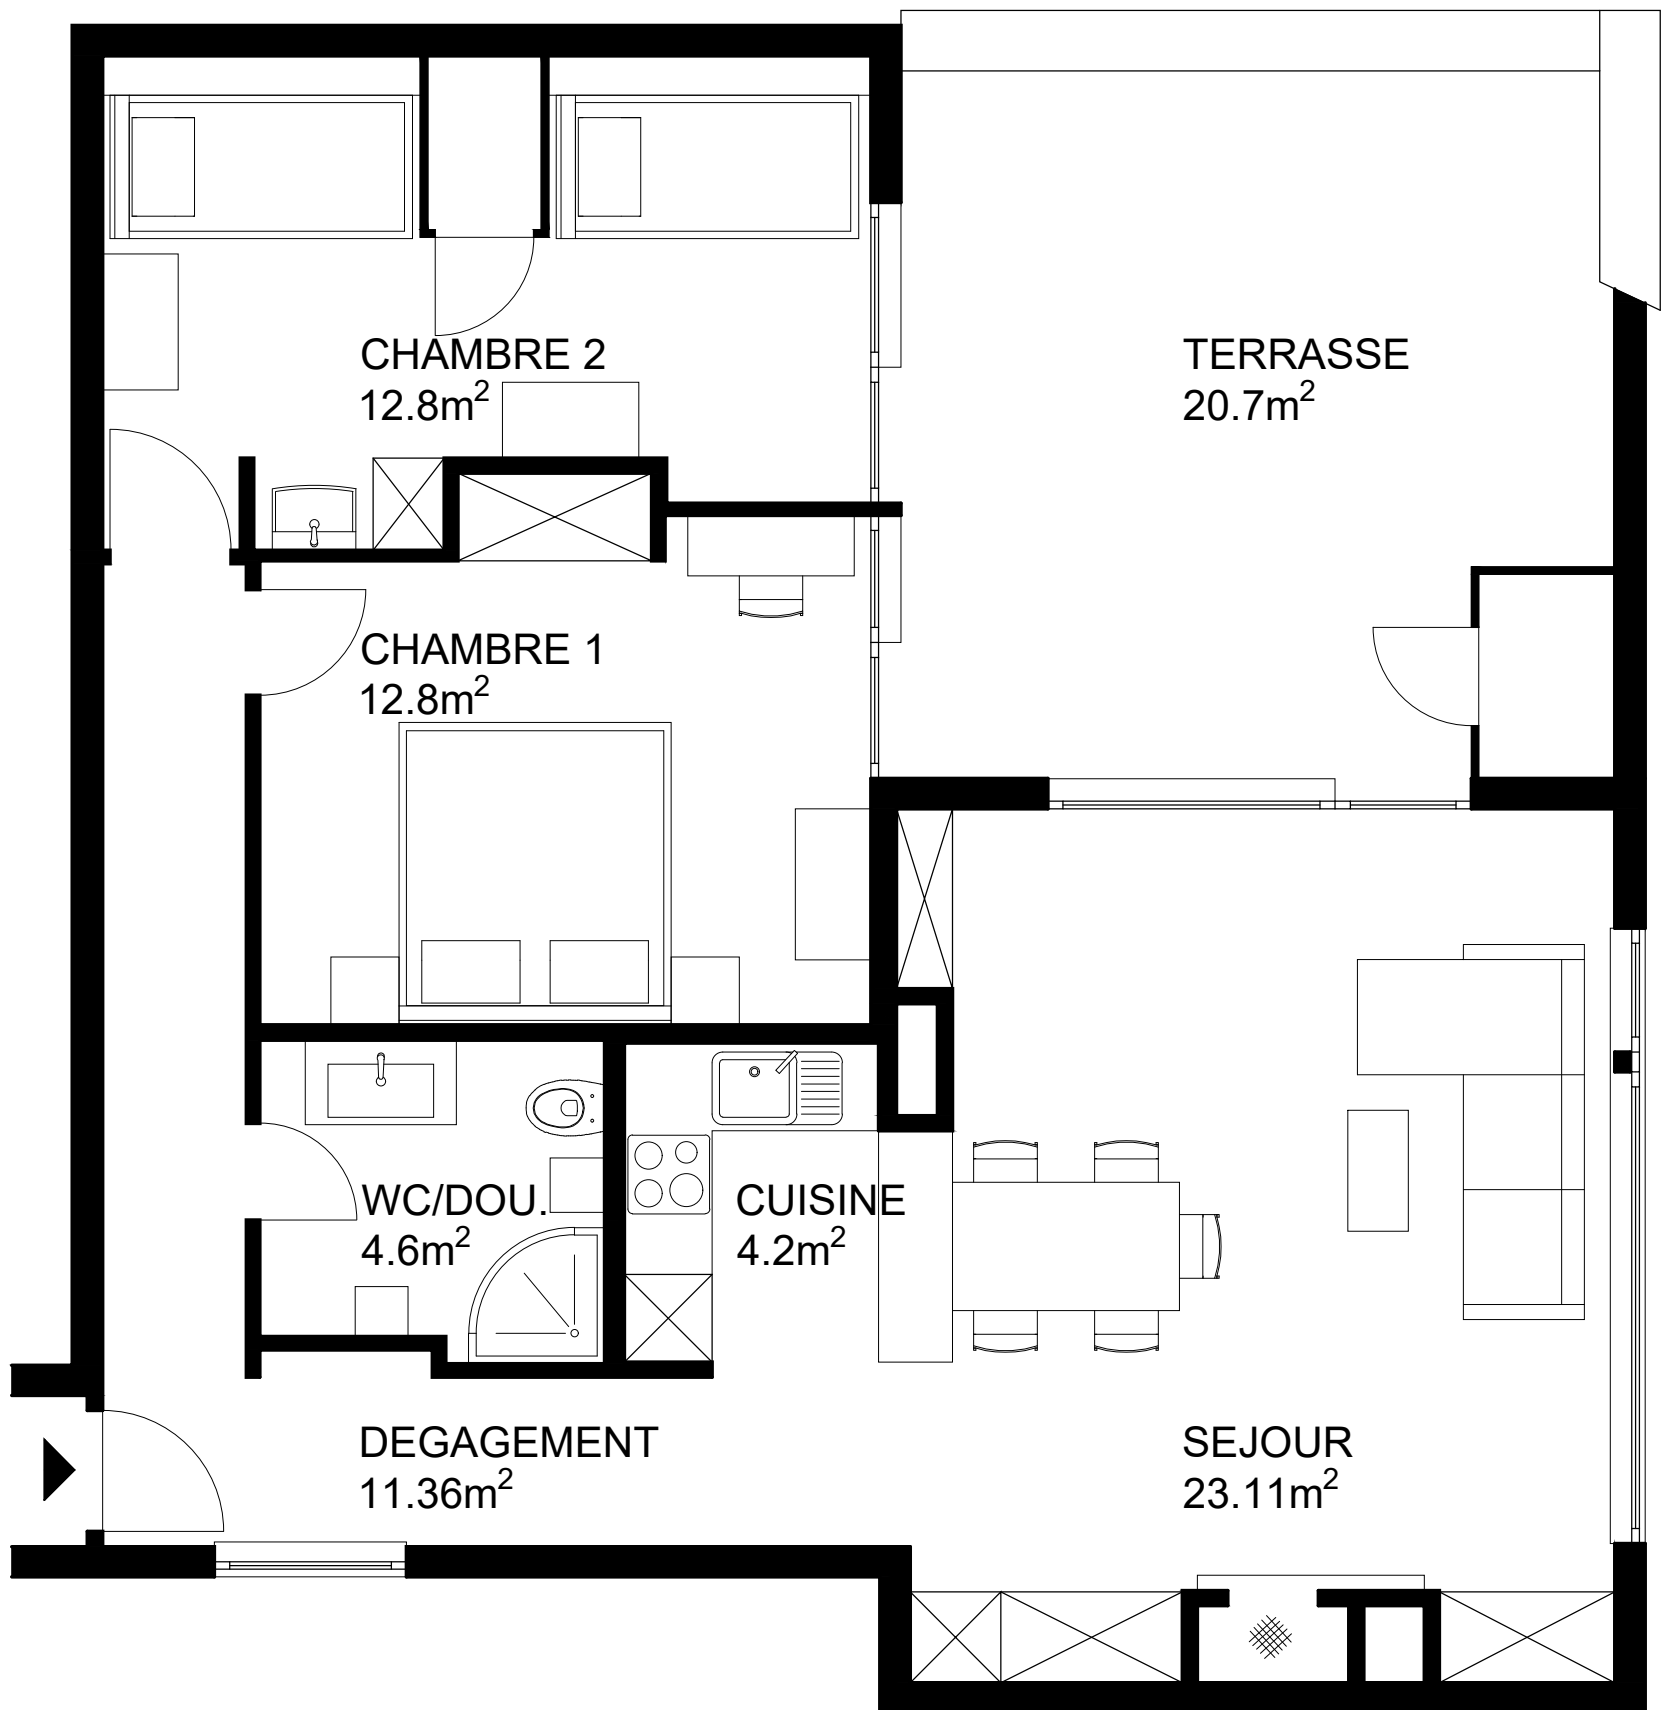 CHAMBRE 2
12.8m²
TERRASSE
20.7m²
CHAMBRE 1
12.8m²
WC/DOU.
4.6m²
CUISINE
4.2m²
DEGAGEMENT
11.36m²
SEJOUR
23.11m²